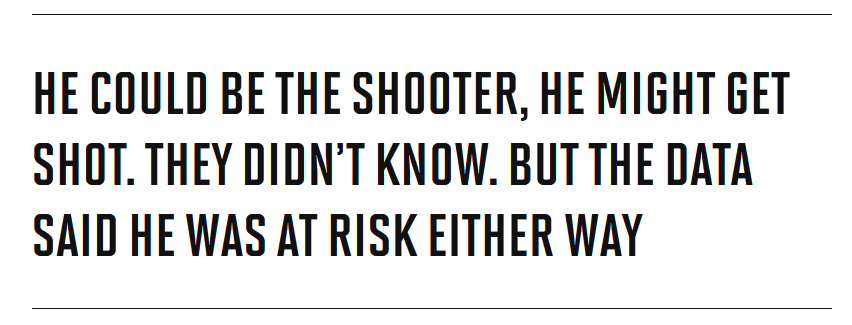 HE COULD BE THE SHOOTER, HE MIGHT GET
SHOT. THEY DIDN’T KNOW. BUT THE DATA
SAID HE WAS AT RISK EITHER WAY